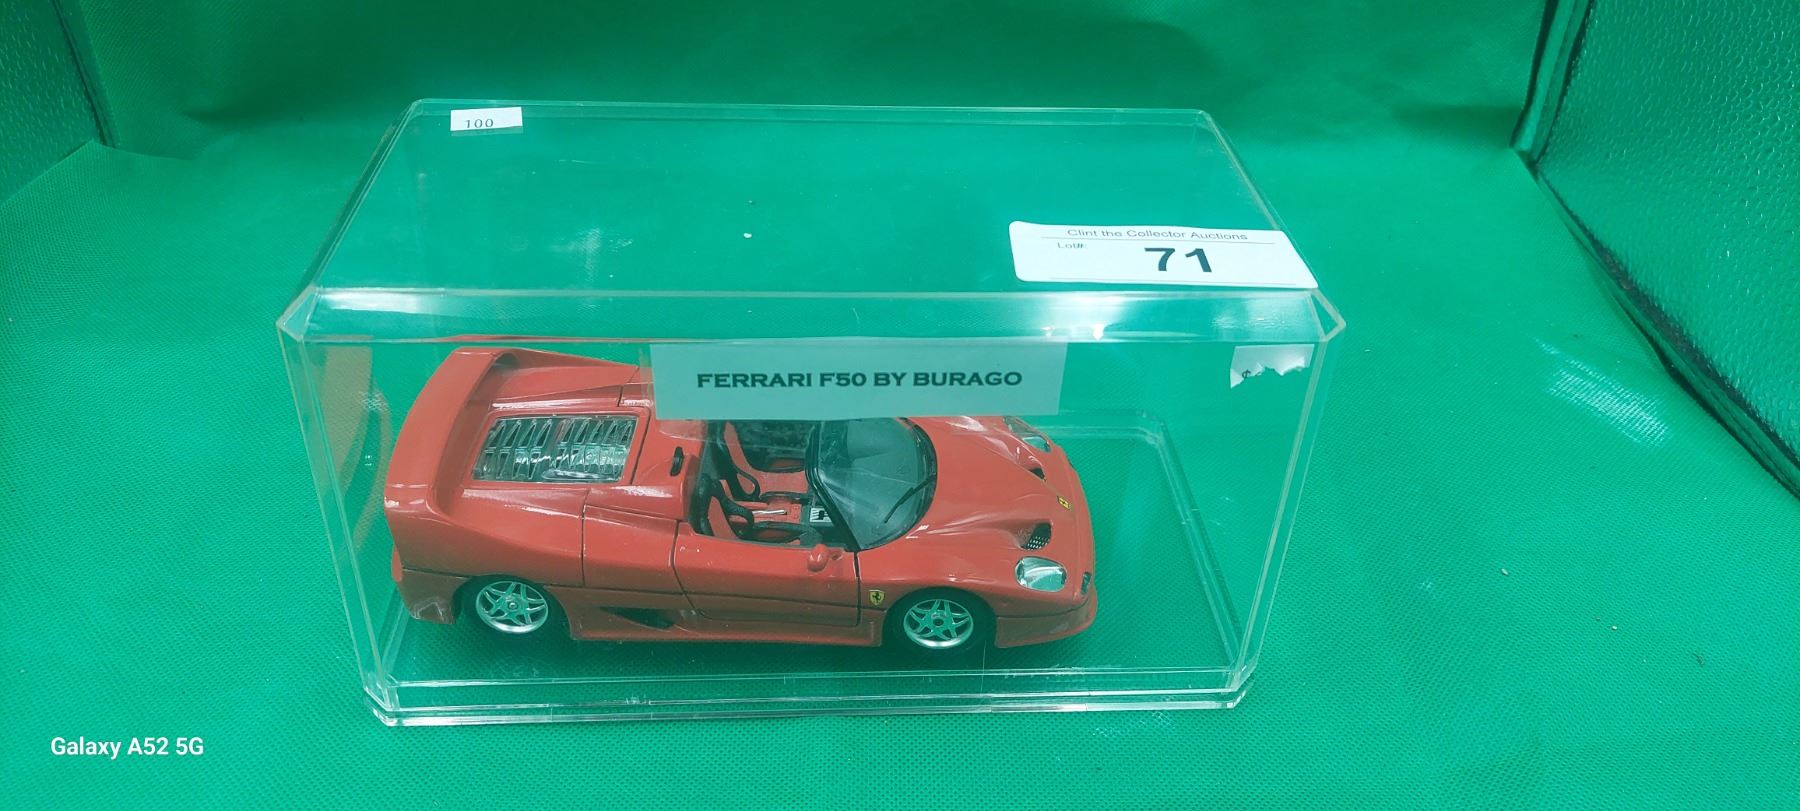 100
Clint the Collector Auctions
Lot#:
71
FERRARI F50 BY BURAGO
Galaxy A52 5G